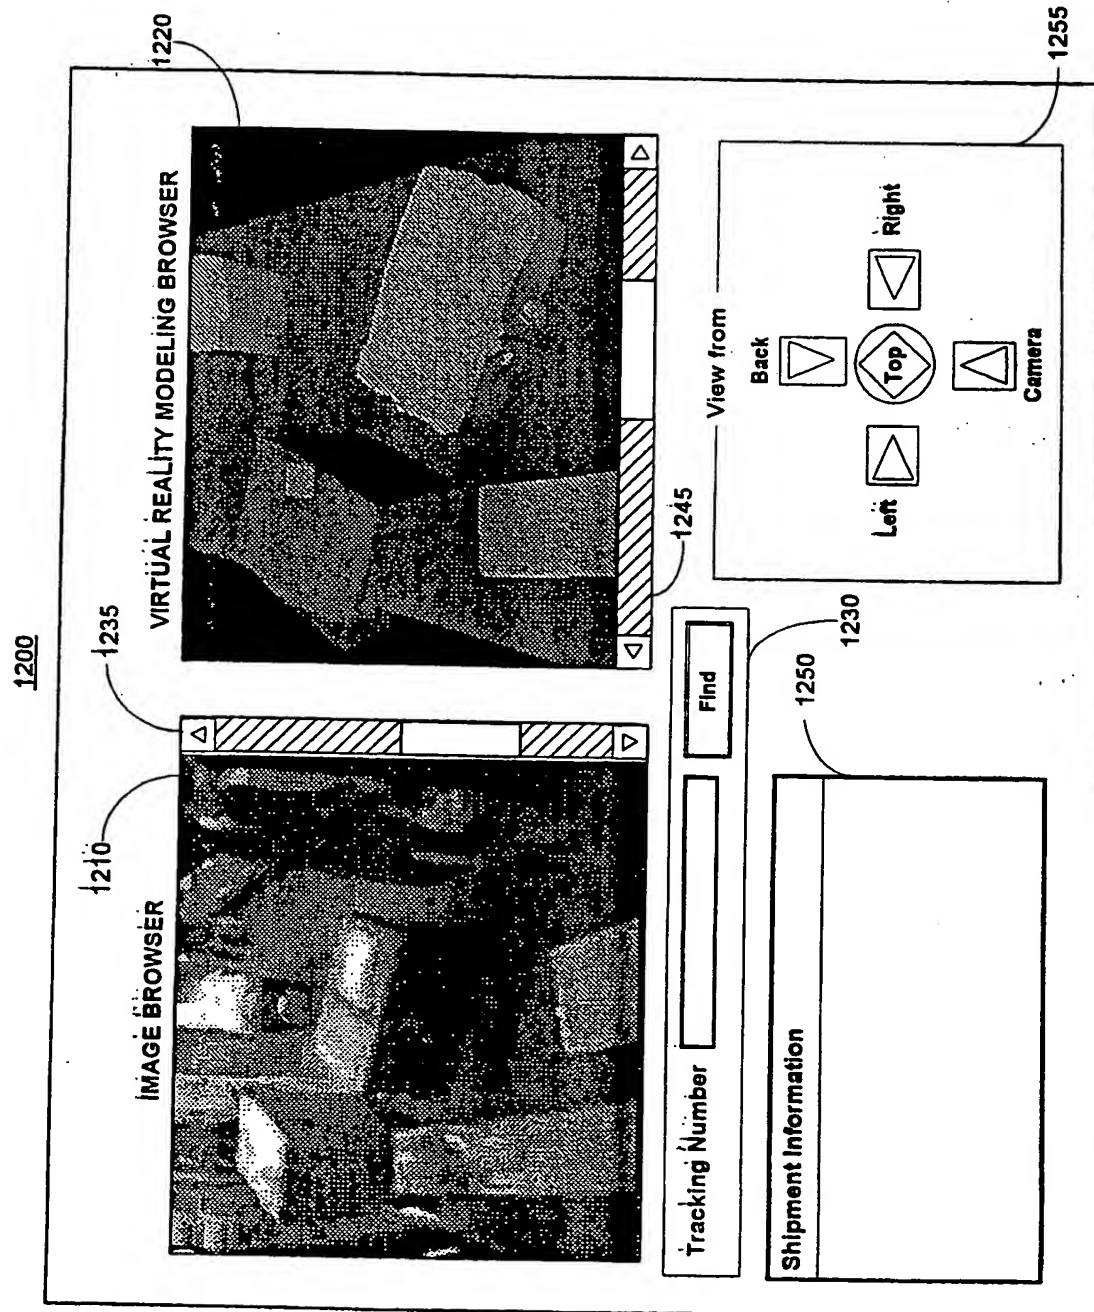 1200
IMAGE BROWSER
1210
1235
VIRTUAL REALITY MODELING BROWSER
1220
1245
Tracking Number
Find
1230
Shipment Information
1250
View from
Back
Left
Top
Right
Camera
1255